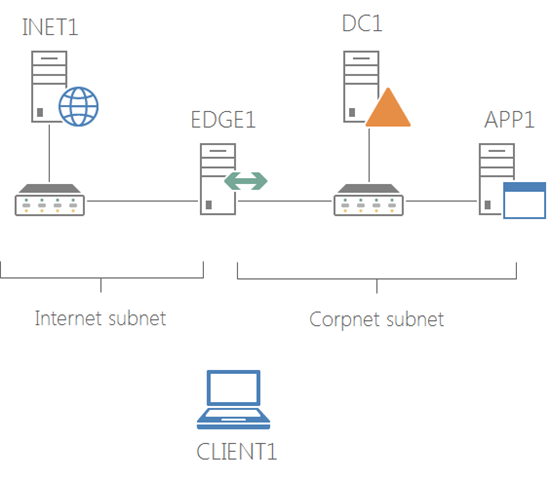 INET1
DC1
EDGE1
APP1
Internet subnet
Corpnet subnet
CLIENT1